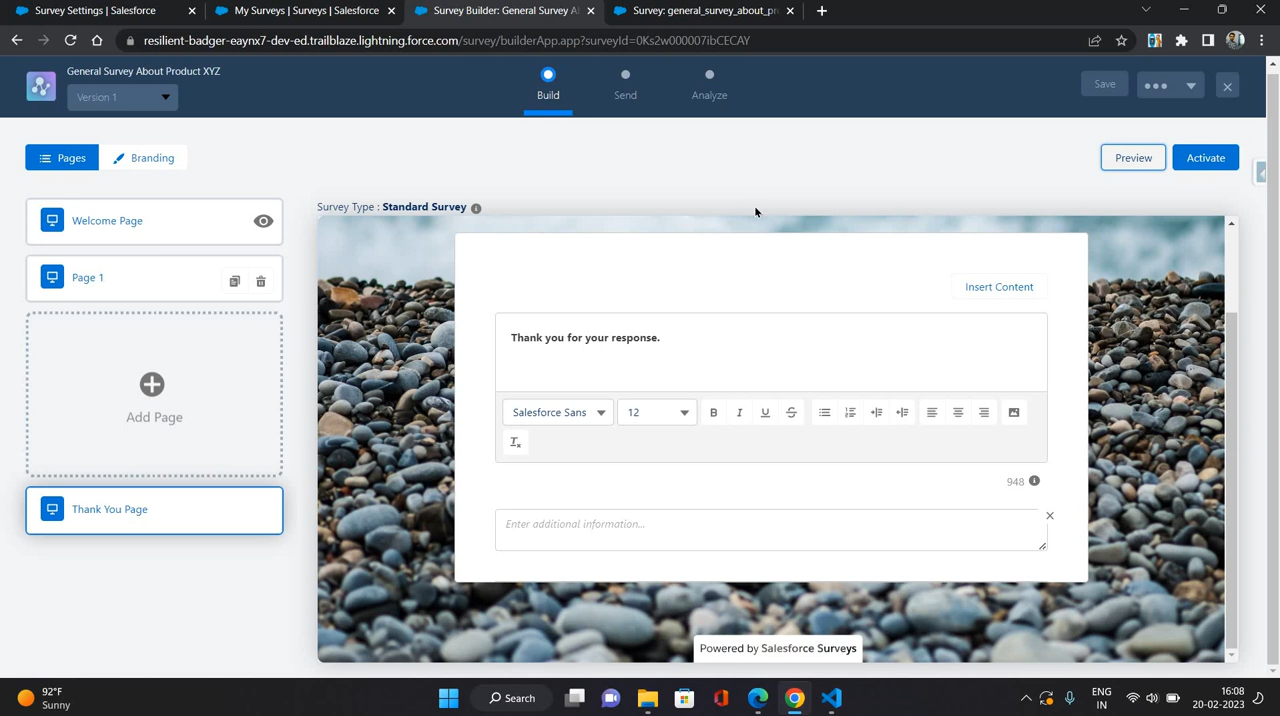 Survey Settings | Salesforce
My Surveys | Surveys | Salesforce
Survey Builder: General Survey A
Survey: general_survey_about_pr
resilient-badger-eaynx7-dev-ed.trailblaze.lightning.force.com/survey/builderApp.app?surveyId=0Ks2w000007ibCECAY
General Survey About Product XYZ
Version 1
Build
Send
Analyze
Save
Pages
Branding
Preview
Activate
Survey Type : Standard Survey
Welcome Page
Page 1
Add Page
Thank You Page
Insert Content
Thank you for your response.
Salesforce Sans
12
B I U S
948
Enter additional information...
Powered by Salesforce Surveys
92°F
Sunny
Search
ENG
IN
16:08
20-02-2023